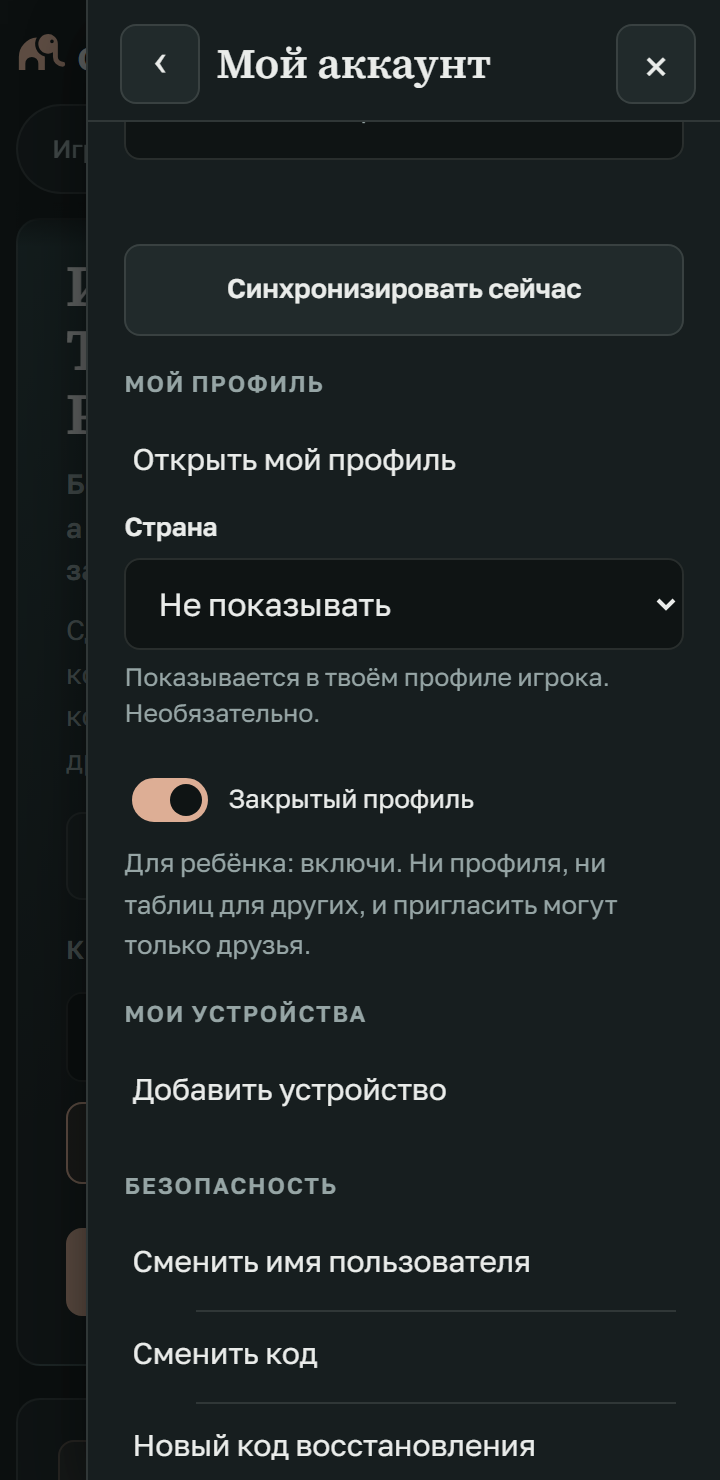 Мой аккаунт
Синхронизировать сейчас
МОЙ ПРОФИЛЬ
Открыть мой профиль
Страна
Не показывать
Показывается в твоём профиле игрока.
Необязательно.
Закрытый профиль
Для ребёнка: включи. Ни профиля, ни
таблиц для других, и пригласить могут
только друзья.
МОИ УСТРОЙСТВА
Добавить устройство
БЕЗОПАСНОСТЬ
Сменить имя пользователя
Сменить код
Новый код восстановления